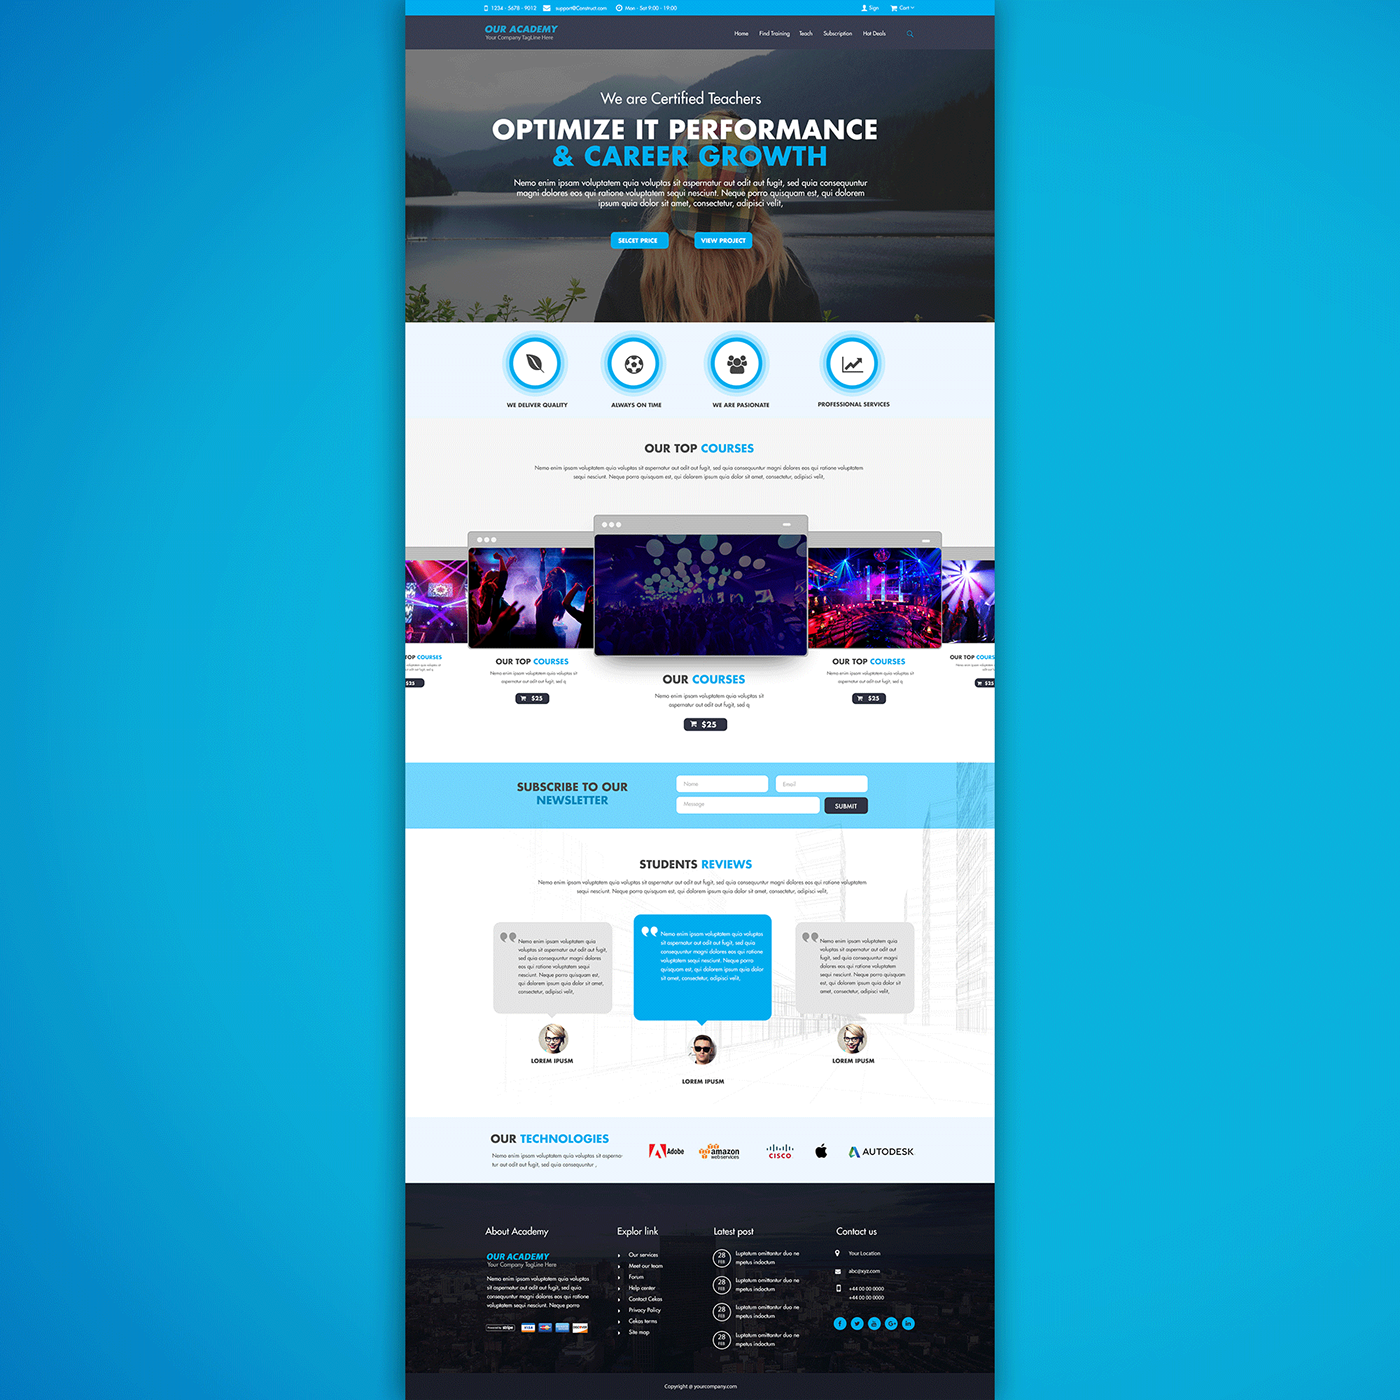 1234 - 5678 - 9012 support@Construct.com Mon - Sat 9:00 - 19:00 Sign Cart
OUR ACADEMY
Your Company TagLine Here
Home Find Training Teach Subscription Hot Deals
We are Certified Teachers
OPTIMIZE IT PERFORMANCE
& CAREER GROWTH
Nemo enim ipsam voluptatem quia voluptas sit aspernatur aut odit aut fugit, sed quia consequuntur
magni dolores eos qui ratione voluptatem sequi nesciunt. Neque porro quisquam est, qui dolorem
ipsum quia dolor sit amet, consectetur, adipisci velit,
SELCET PRICE VIEW PROJECT
WE DELIVER QUALITY ALWAYS ON TIME WE ARE PASIONATE PROFESSIONAL SERVICES
OUR TOP COURSES
Nemo enim ipsam voluptatem quia voluptas sit aspernatur aut odit aut fugit, sed quia consequuntur magni dolores eos qui ratione voluptatem
sequi nesciunt. Neque porro quisquam est, qui dolorem ipsum quia dolor sit amet, consectetur, adipisci velit,
TOP COURSES
$25
OUR TOP COURSES
Nemo enim ipsam voluptatem quia voluptas sit
aspernatur aut odit aut fugit, sed q
$25
OUR COURSES
Nemo enim ipsam voluptatem quia voluptas sit
aspernatur aut odit aut fugit, sed q
$25
OUR TOP COURSES
Nemo enim ipsam voluptatem quia voluptas sit
aspernatur aut odit aut fugit, sed q
$25
OUR TOP COURS
$25
SUBSCRIBE TO OUR
NEWSLETTER
Name Email
Message SUBMIT
STUDENTS REVIEWS
Nemo enim ipsam voluptatem quia voluptas sit aspernatur aut odit aut fugit, sed quia consequuntur magni dolores eos qui ratione voluptatem
sequi nesciunt. Neque porro quisquam est, qui dolorem ipsum quia dolor sit amet, consectetur, adipisci velit,
Nemo enim ipsam voluptatem quia
voluptas sit aspernatur aut odit aut fugit,
sed quia consequuntur magni dolores
eos qui ratione voluptatem sequi
nesciunt. Neque porro quisquam est,
qui dolorem ipsum quia dolor sit amet,
consectetur, adipisci velit,
LOREM IPUSM
Nemo enim ipsam voluptatem quia voluptas
sit aspernatur aut odit aut fugit, sed quia
consequuntur magni dolores eos qui ratione
voluptatem sequi nesciunt. Neque porro
quisquam est, qui dolorem ipsum quia dolor
sit amet, consectetur, adipisci velit,
LOREM IPUSM
Nemo enim ipsam voluptatem quia
voluptas sit aspernatur aut odit aut
fugit, sed quia consequuntur magni
dolores eos qui ratione voluptatem
sequi nesciunt. Neque porro
quisquam est, qui dolorem ipsum quia
dolor sit amet, consectetur, adipisci velit,
LOREM IPUSM
OUR TECHNOLOGIES
Nemo enim ipsam voluptatem quia voluptas sit asperna-
tur aut odit aut fugit, sed quia consequuntur ,
Adobe amazon web services CISCO AUTODESK
About Academy
OUR ACADEMY
Your Company TagLine Here
Nemo enim ipsam voluptatem quia voluptas
sit aspernatur aut odit aut fugit, sed quia
consequuntur magni dolores eos qui ratione
voluptatem sequi nesciunt. Neque porro
stripe VISA DISCOVER
Explor link
Our services
Meet our team
Forum
Help center
Contact Cekas
Privacy Policy
Cekas terms
Site map
Latest post
28 FEB Luptatum omittantur duo ne
mpetus indoctum
28 FEB Luptatum omittantur duo ne
mpetus indoctum
28 FEB Luptatum omittantur duo ne
mpetus indoctum
28 FEB Luptatum omittantur duo ne
mpetus indoctum
Contact us
Your Location
abc@xyz.com
+44 00 00 0000
+44 00 00 0000
Copyright @ yourcompany.com